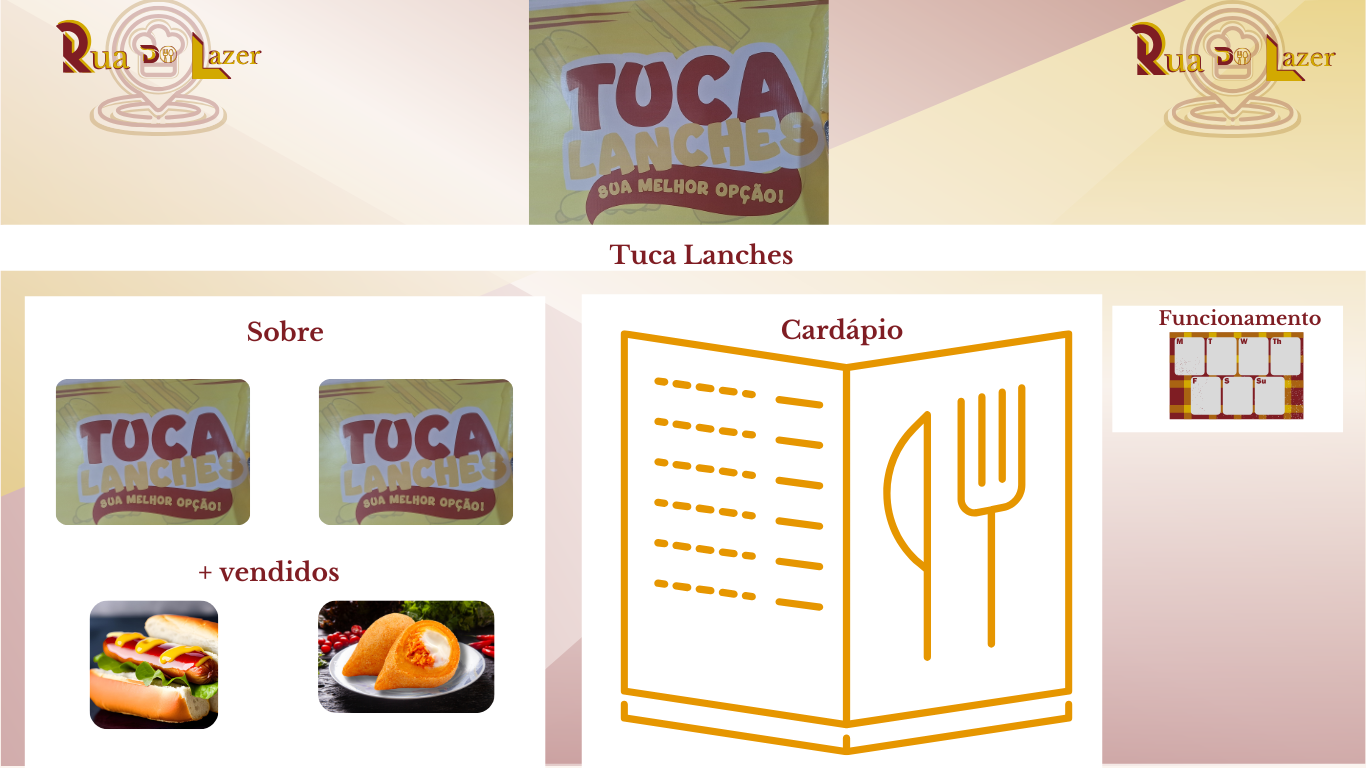 Rua Do Lazer
TUCA
LANCHES
SUA MELHOR OPÇÃO!
Rua Do Lazer
Tuca Lanches
Sobre
TUCA
LANCHES
SUA MELHOR OPÇÃO!
TUCA
LANCHES
SUA MELHOR OPÇÃO!
+ vendidos
Cardápio
Funcionamento
M T W Th
F S Su